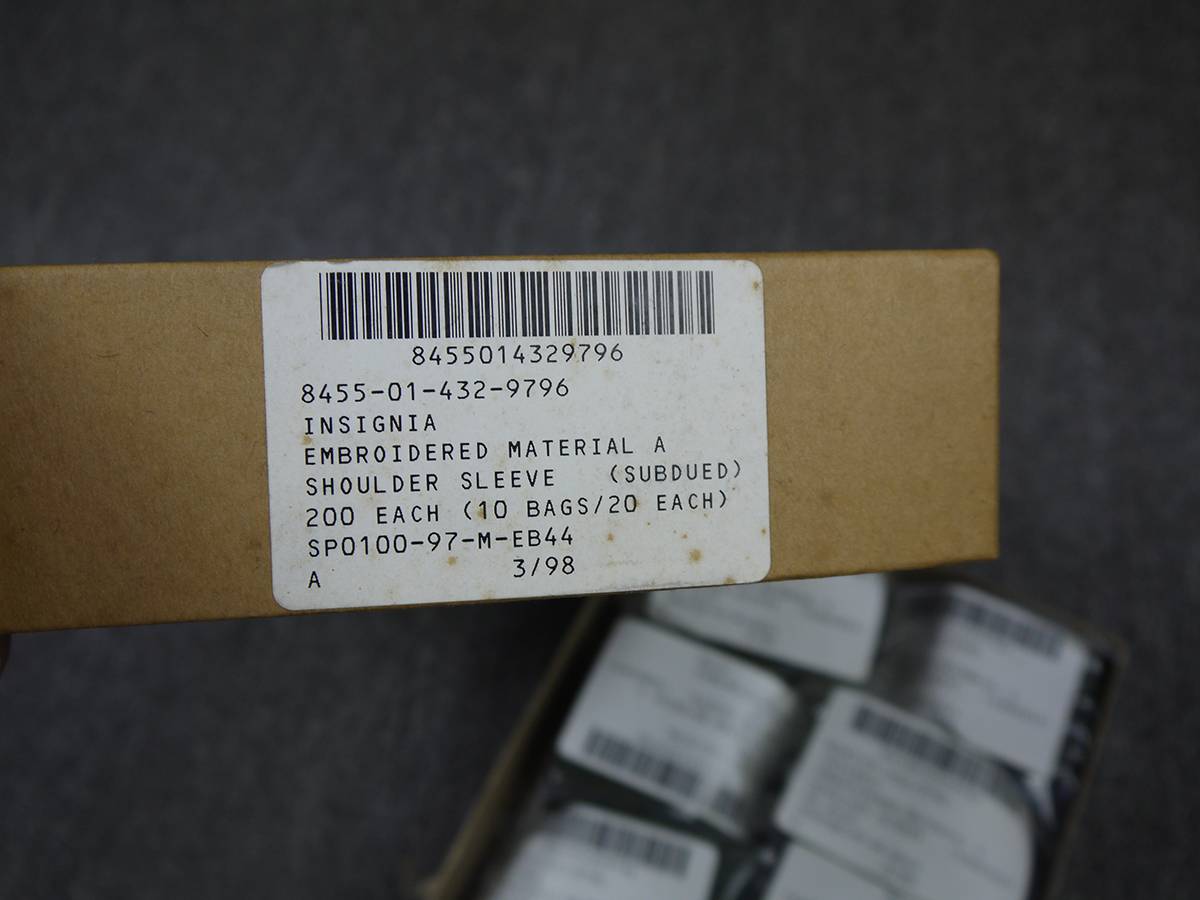 8455014329796
8455-01-432-9796
INSIGNIA
EMBROIDERED MATERIAL A
SHOULDER SLEEVE (SUBDUED)
200 EACH (10 BAGS/20 EACH)
SP0100-97-M-EB44
A 3/98